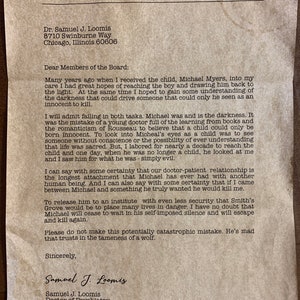 Dr. Samuel J. Loomis
8710 Swinburne Way
Chicago, Illinois 60606
Dear Members of the Board:
Many years ago when I received the child, Michael Myers, into my
care I had great hopes of reaching the boy and drawing him back to
the light. At the same time I hoped to gain some understanding of
the darkness that could drive someone that could only be seen as an
innocent to kill.
I will admit failing in both tasks. Michael was and is the darkness. It
was the mistake of a young doctor full of the learning from books and
the romanticism of Rousseau to believe that a child could only be
born innocent. To look into Michael's eyes as a child was to see
someone without conscience or the posibility of ever understanding
that life was sacred. But, I labored for nearly a decade to reach the
child and one day, when he was no longer a child, he looked at me
and I saw him for what he was - simply evil.
I can say with some certainty that our doctor-patient relationship is
the longest attachment that Michael has ever had with another
human being. And I can also say with some certainty that if I came
between Michael and something he truly wanted he would kill me.
To release him to an institute with even less security that Smith's
Grove would be to place many lives in danger. I have no doubt that
Michael will cease to wait in his self-imposed silence and will escape
and kill again.
Please do not make this potentially catastrophic mistake. He's mad
that trusts in the tameness of a wolf.
Sincerely,
Samuel J. Loomis
Samuel J. Loomis